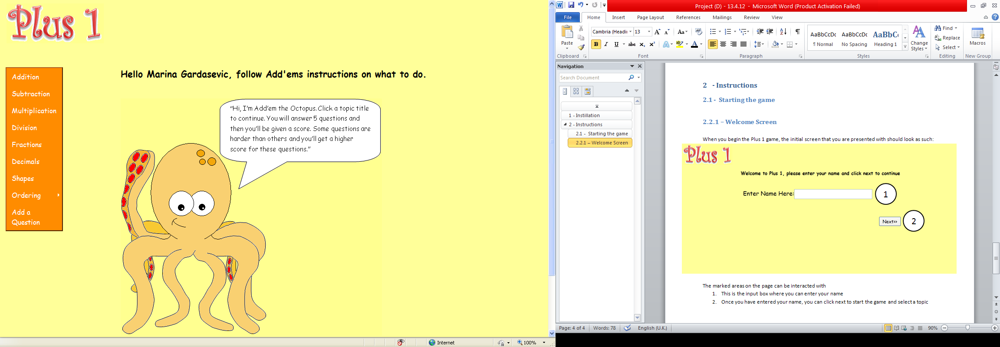 Plus 1
Addition
Subtraction
Multiplication
Division
Fractions
Decimals
Shapes
Ordering
Add a
Question
Hello Marina Gardasevic, follow Add'ems instructions on what to do.
“Hi, I’m Add’em the Octopus. Click a topic title
to continue. You will answer 5 questions and
then you’ll be given a score. Some questions are
harder than others and you’ll get a higher
score for these questions.”
Internet
100%
Project (D) - 13.4.12 - Microsoft Word (Product Activation Failed)
File Home Insert Page Layout References Mailings Review View
Paste
Clipboard
Cambria (Headin 13
Aa
B I U abc x₂ x²
Font
Paragraph
AaBbCcDc AaBbCcDc AaBbC
¶ Normal No Spacing Heading 1
Change
Styles
Styles
Find
Replace
Select
Editing
Macros
New Group
Navigation
Search Document
1 - Instillation
2 - Instructions
2.1 - Starting the game
2.2.1 – Welcome Screen
2 - Instructions
2.1 - Starting the game
2.2.1 – Welcome Screen
When you begin the Plus 1 game, the initial screen that you are presented with should look as such:
Plus 1
Welcome to Plus 1, please enter your name and click next to continue
Enter Name Here:
1
Next>>
2
The marked areas on the page can be interacted with
1. This is the input box where you can enter your name
2. Once you have entered your name, you can click next to start the game and select a topic
Page: 4 of 4 Words: 78 English (U.K.) 90%